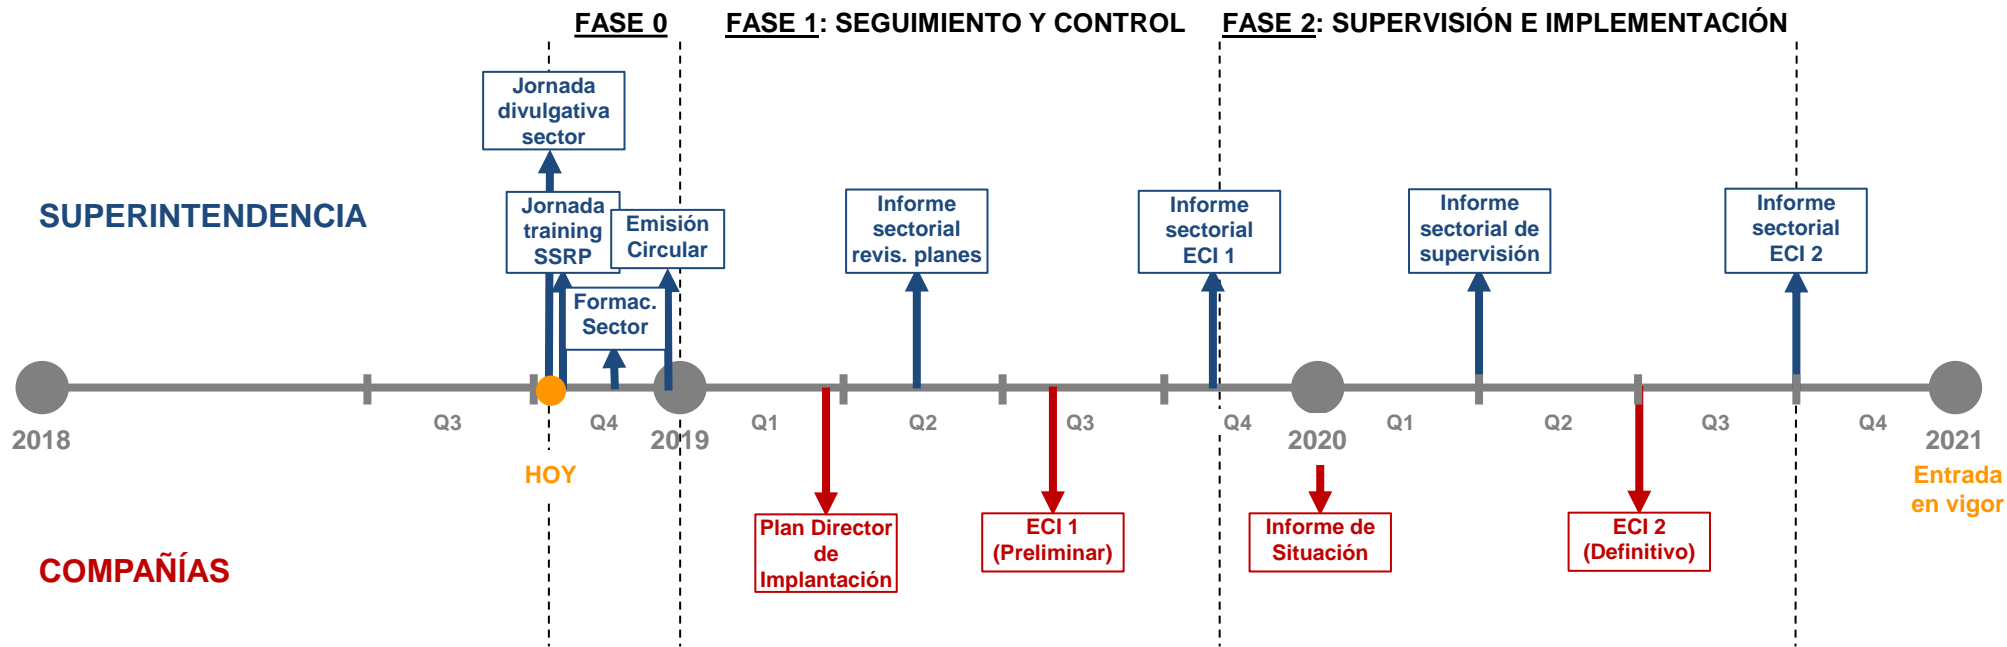 FASE 0
FASE 1: SEGUIMIENTO Y CONTROL
FASE 2: SUPERVISIÓN E IMPLEMENTACIÓN
Jornada
divulgativa
sector
SUPERINTENDENCIA
Jornada
training
SSRP
Emisión
Circular
Formac.
Sector
Informe
sectorial
revis. planes
Informe
sectorial
ECI 1
Informe
sectorial de
supervisión
Informe
sectorial
ECI 2
Q3
Q4
Q1
Q2
Q3
Q4
Q1
Q2
Q3
Q4
2018
2019
2020
2021
HOY
Entrada
en vigor
COMPAÑÍAS
Plan Director
de
Implantación
ECI 1
(Preliminar)
Informe de
Situación
ECI 2
(Definitivo)